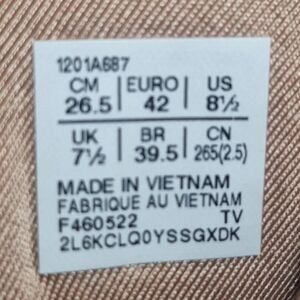 1201A687
CM | EURO | US
26.5 | 42 | 8½
UK | BR | CN
7½ | 39.5 | 265(2.5)
MADE IN VIETNAM
FABRIQUE AU VIETNAM
F460522 TV
2L6KCLQ0YSSGXDK